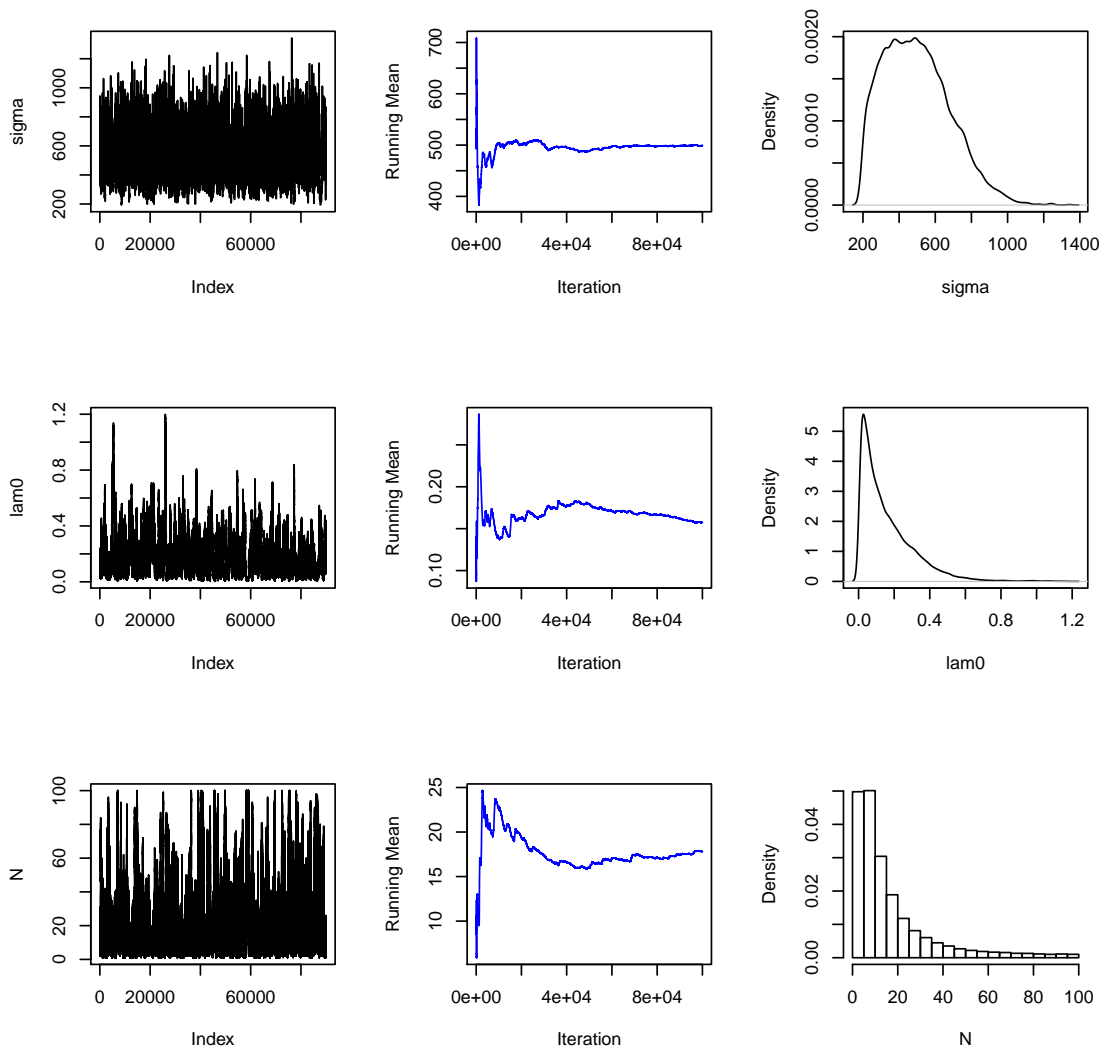 sigma
200 600 1000
0 20000 60000
Index
Running Mean
400 500 600 700
0e+00 4e+04 8e+04
Iteration
Density
0.0000 0.0010 0.0020
200 600 1000 1400
sigma
lam0
0.0 0.4 0.8 1.2
0 20000 60000
Index
Running Mean
0.10 0.20
0e+00 4e+04 8e+04
Iteration
Density
0 1 2 3 4 5
0.0 0.4 0.8 1.2
lam0
N
0 20 60 100
0 20000 60000
Index
Running Mean
10 15 20 25
0e+00 4e+04 8e+04
Iteration
Density
0.00 0.02 0.04
0 20 40 60 80 100
N